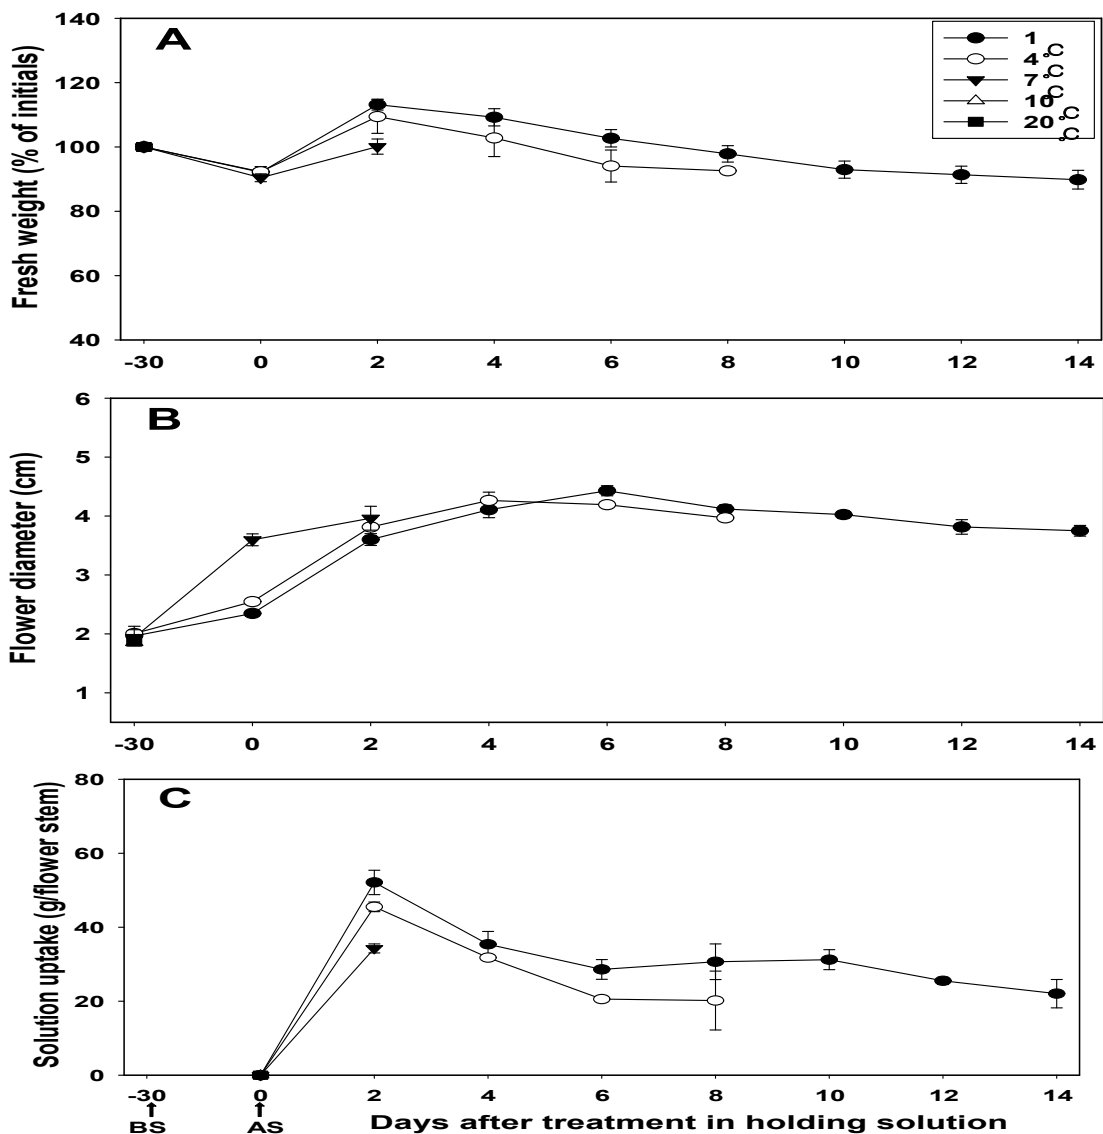 A
Fresh weight (% of initials)
140
120
100
80
60
40
-30 0 2 4 6 8 10 12 14
1 °C
4 °C
7 °C
10 °C
20 °C
B
Flower diameter (cm)
6
5
4
3
2
1
-30 0 2 4 6 8 10 12 14
C
Solution uptake (g/flower stem)
80
60
40
20
0
-30 0 2 4 6 8 10 12 14
BS AS Days after treatment in holding solution